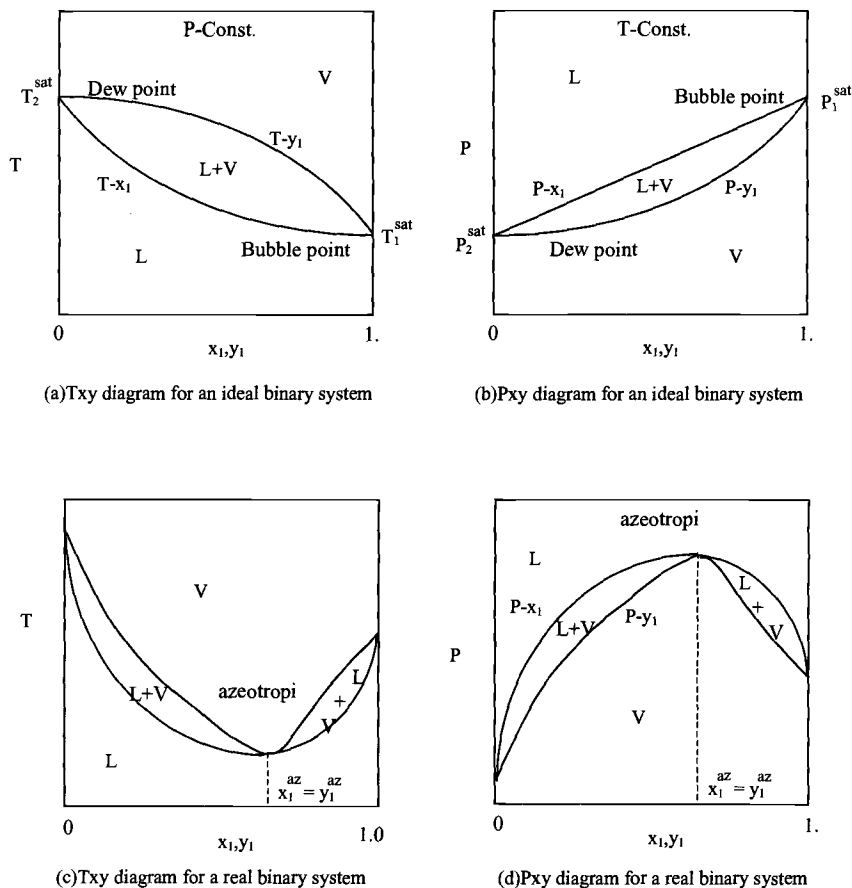 P-Const.
V
T₂ˢᵃᵗ
Dew point
T-y₁
T
L+V
T-x₁
T₁ˢᵃᵗ
Bubble point
L
0
1.
x₁,y₁
(a)Txy diagram for an ideal binary system
T-Const.
L
Bubble point
P₁ˢᵃᵗ
P
P-x₁
L+V
P-y₁
P₂ˢᵃᵗ
Dew point
V
0
1.
x₁,y₁
(b)Pxy diagram for an ideal binary system
V
T
L+V
azeotropi
L
+
V
L
x₁ᵃᶻ = y₁ᵃᶻ
0
1.0
x₁,y₁
(c)Txy diagram for a real binary system
azeotropi
L
P-x₁
L+V
P-y₁
L
+
V
P
V
x₁ᵃᶻ = y₁ᵃᶻ
0
1.
x₁,y₁
(d)Pxy diagram for a real binary system